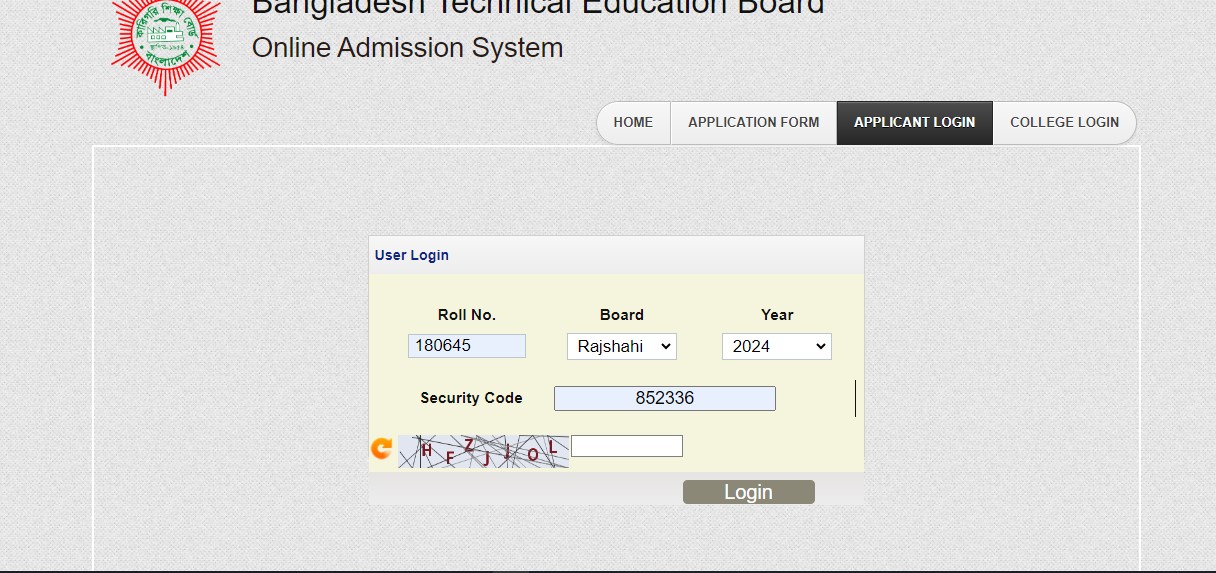 কারিগরি শিক্ষা বোর্ড
বাংলাদেশ
Bangladesh Technical Education Board
Online Admission System
HOME APPLICATION FORM APPLICANT LOGIN COLLEGE LOGIN
User Login
Roll No. Board Year
180645 Rajshahi 2024
Security Code 852336
Login